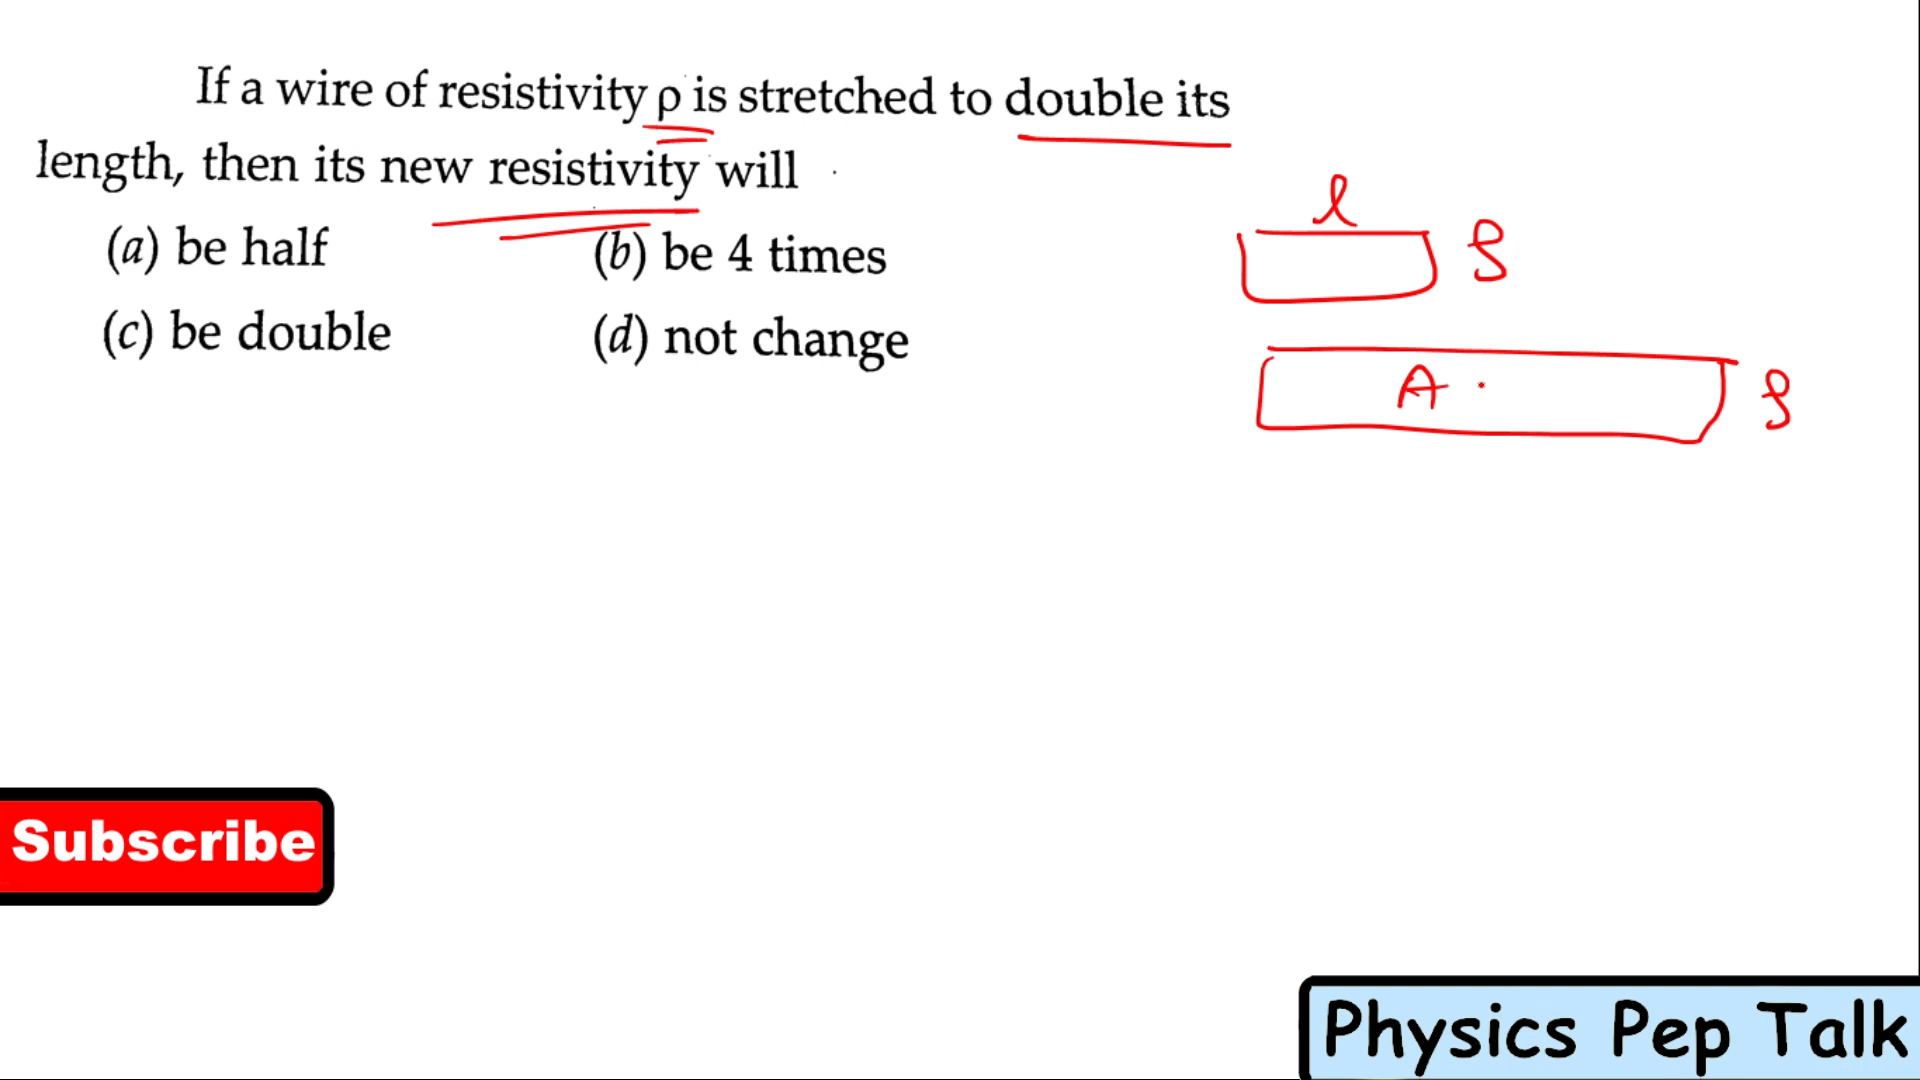 If a wire of resistivity ρ is stretched to double its
length, then its new resistivity will
(a) be half (b) be 4 times
(c) be double (d) not change
l
ρ
A
ρ
Subscribe
Physics Pep Talk